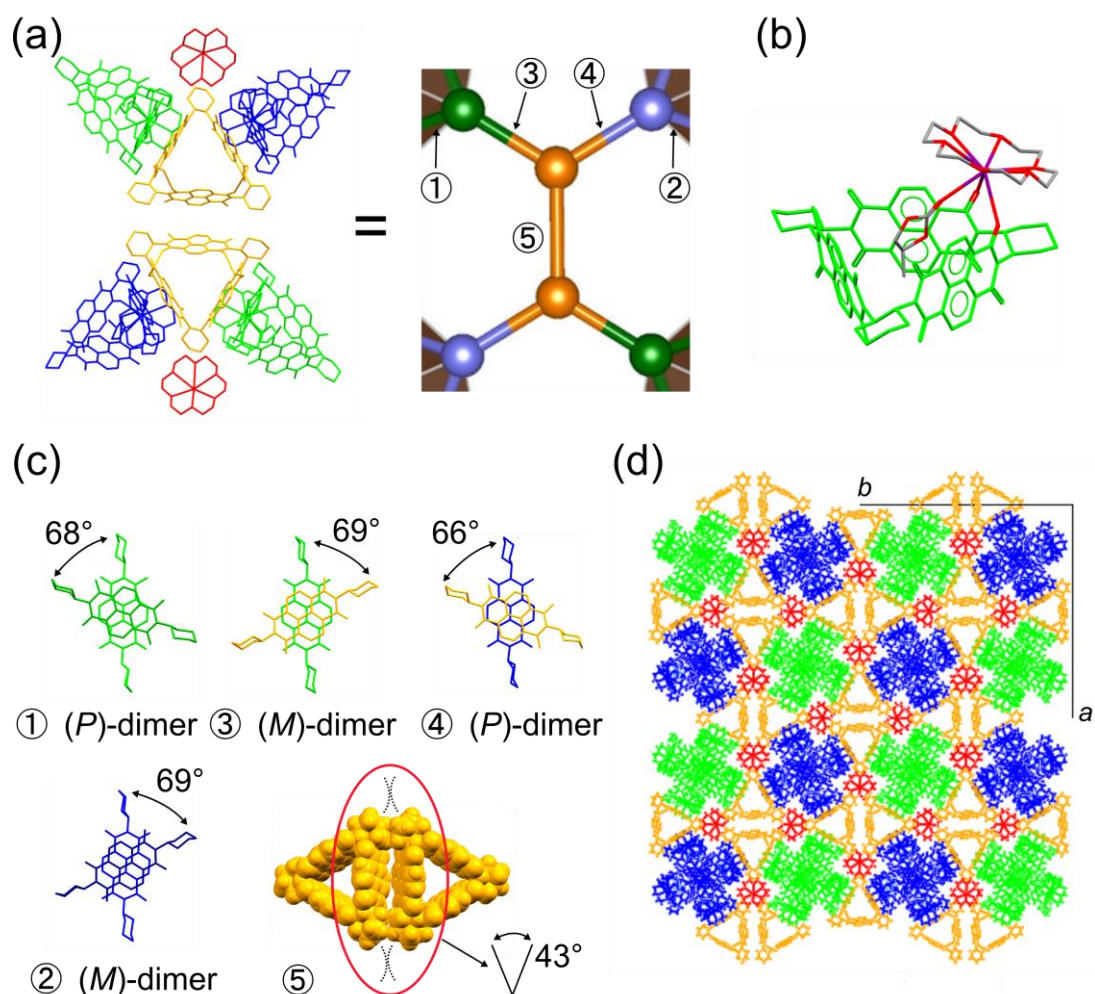 (a)
=
③
④
①
②
⑤
(b)
(c)
68°
69°
66°
① (P)-dimer
③ (M)-dimer
④ (P)-dimer
69°
② (M)-dimer
⑤
43°
(d)
b
a